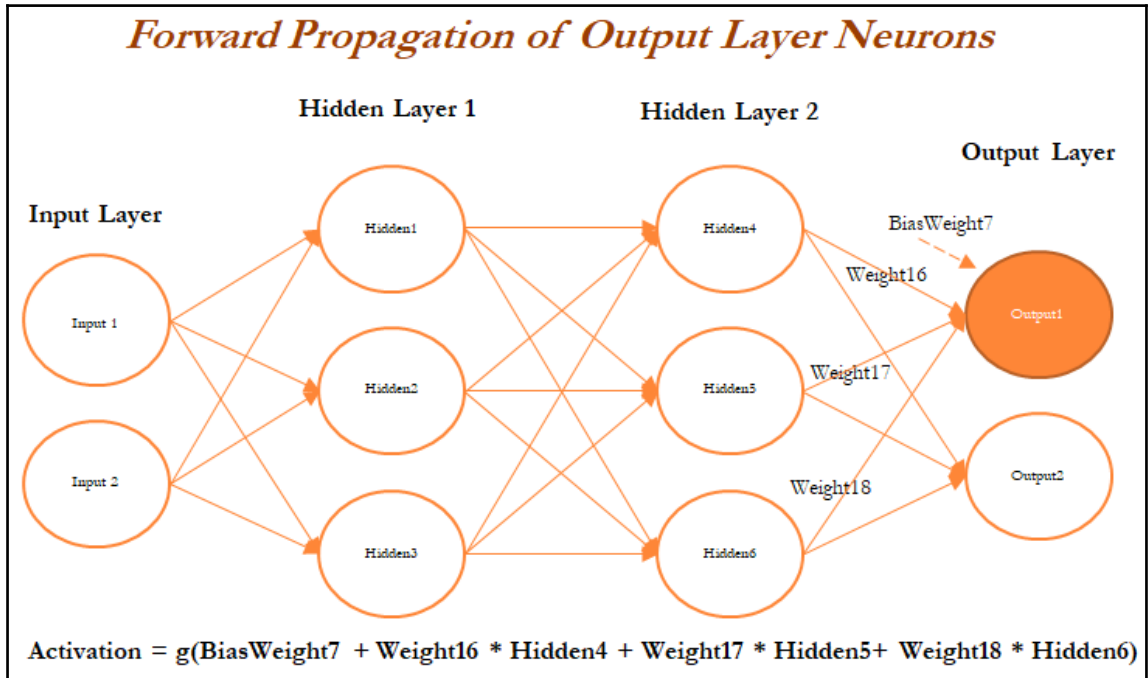 Forward Propagation of Output Layer Neurons
Hidden Layer 1
Hidden Layer 2
Output Layer
Input Layer
Hidden1
Hidden4
BiasWeight7
Weight16
Input 1
Output1
Weight17
Hidden2
Hidden5
Input 2
Output2
Weight18
Hidden3
Hidden6
Activation = g(BiasWeight7 + Weight16 * Hidden4 + Weight17 * Hidden5+ Weight18 * Hidden6)